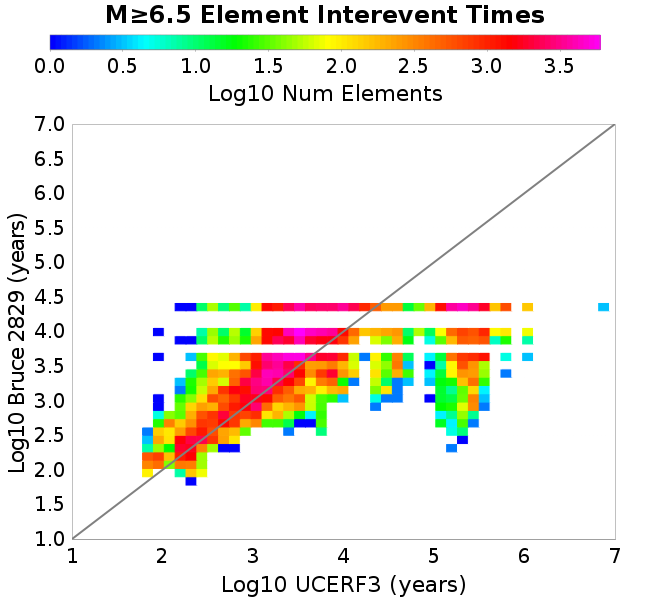 M≥6.5 Element Interevent Times
0.0 0.5 1.0 1.5 2.0 2.5 3.0 3.5
Log10 Num Elements
7.0
6.5
6.0
5.5
5.0
4.5
4.0
3.5
3.0
2.5
2.0
1.5
1.0
Log10 Bruce 2829 (years)
1 2 3 4 5 6 7
Log10 UCERF3 (years)